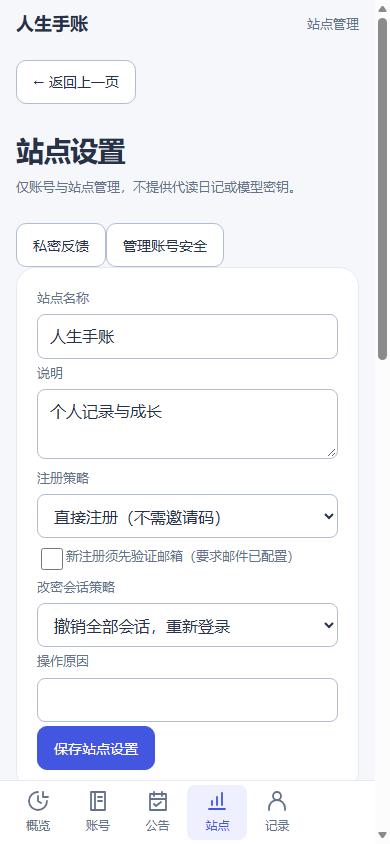 人生手账
站点管理
← 返回上一页
站点设置
仅账号与站点管理，不提供代读日记或模型密钥。
私密反馈
管理账号安全
站点名称
人生手账
说明
个人记录与成长
注册策略
直接注册（不需邀请码）
新注册须先验证邮箱（要求邮件已配置）
改密会话策略
撤销全部会话，重新登录
操作原因
保存站点设置
概览
账号
公告
站点
记录